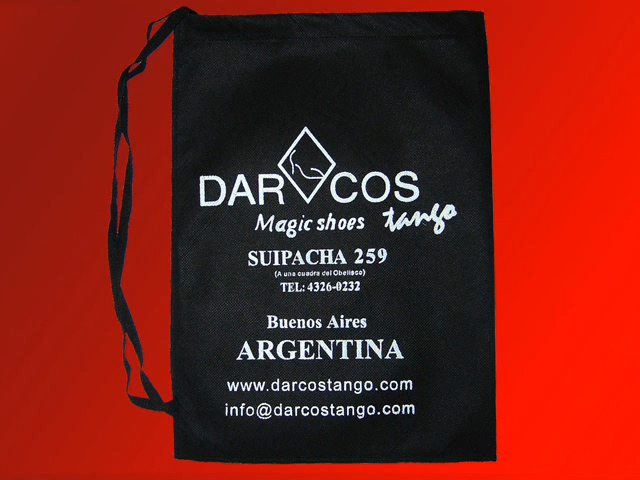 DARCOS
Magic shoes tango
SUIPACHA 259
(A una cuadra del Obelisco)
TEL: 4326-0232
Buenos Aires
ARGENTINA
www.darcostango.com
info@darcostango.com